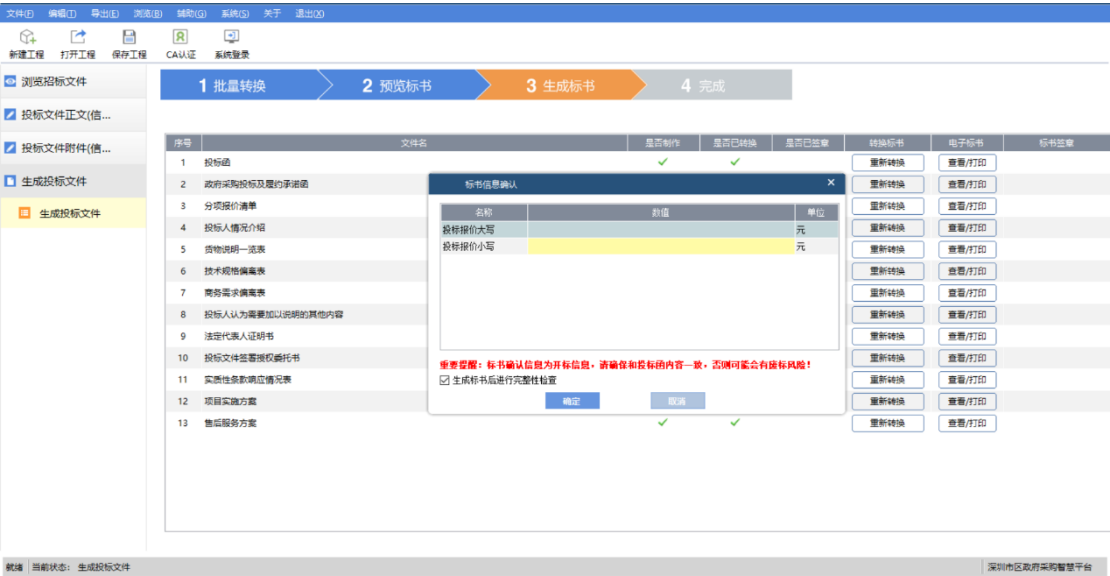 文件(F) 编辑(T) 导出(E) 浏览(B) 辅助(G) 系统(S) 关于 退出(X)
新建工程 打开工程 保存工程 CA认证 系统登录
浏览招标文件
投标文件正文(信...
投标文件附件(信...
生成投标文件
生成投标文件
1 批量转换 2 预览标书 3 生成标书 4 完成
序号 文件名 是否制作 是否已转换 是否已签章 转换标书 电子标书 标书签章
1 投标函 重新转换 查看/打印
2 政府采购投标及履约承诺函 重新转换 查看/打印
3 分项报价清单 重新转换 查看/打印
4 投标人情况介绍 重新转换 查看/打印
5 货物说明一览表 重新转换 查看/打印
6 技术规格偏离表 重新转换 查看/打印
7 商务需求偏离表 重新转换 查看/打印
8 投标人认为需要加以说明的其他内容 重新转换 查看/打印
9 法定代表人证明书 重新转换 查看/打印
10 投标文件签署授权委托书 重新转换 查看/打印
11 实质性条款响应情况表 重新转换 查看/打印
12 项目实施方案 重新转换 查看/打印
13 售后服务方案 重新转换 查看/打印
标书信息确认
名称 数值 单位
投标报价大写 元
投标报价小写 元
重要提醒：标书确认信息为开标信息，请确保和投标函内容一致，否则可能会有废标风险！
生成标书后进行完整性检查
确定 取消
就绪 当前状态: 生成投标文件 深圳市区政府采购智慧平台